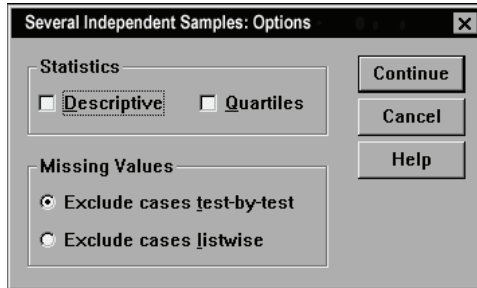 Several Independent Samples: Options
Statistics
Descriptive
Quartiles
Missing Values
Exclude cases test-by-test
Exclude cases listwise
Continue
Cancel
Help